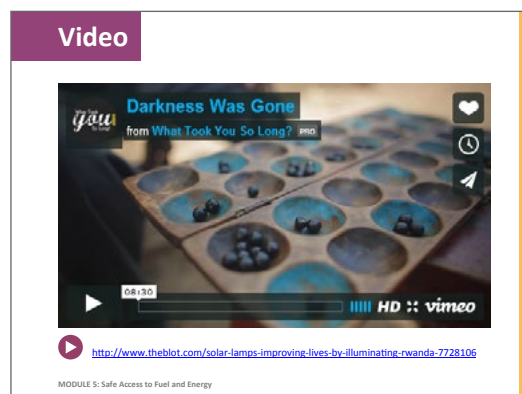 Video
What Took
you
So Long?
Darkness Was Gone
from What Took You So Long? PRO
08:30
HD vimeo
http://www.theblot.com/solar-lamps-improving-lives-by-illuminating-rwanda-7728106
MODULE 5: Safe Access to Fuel and Energy